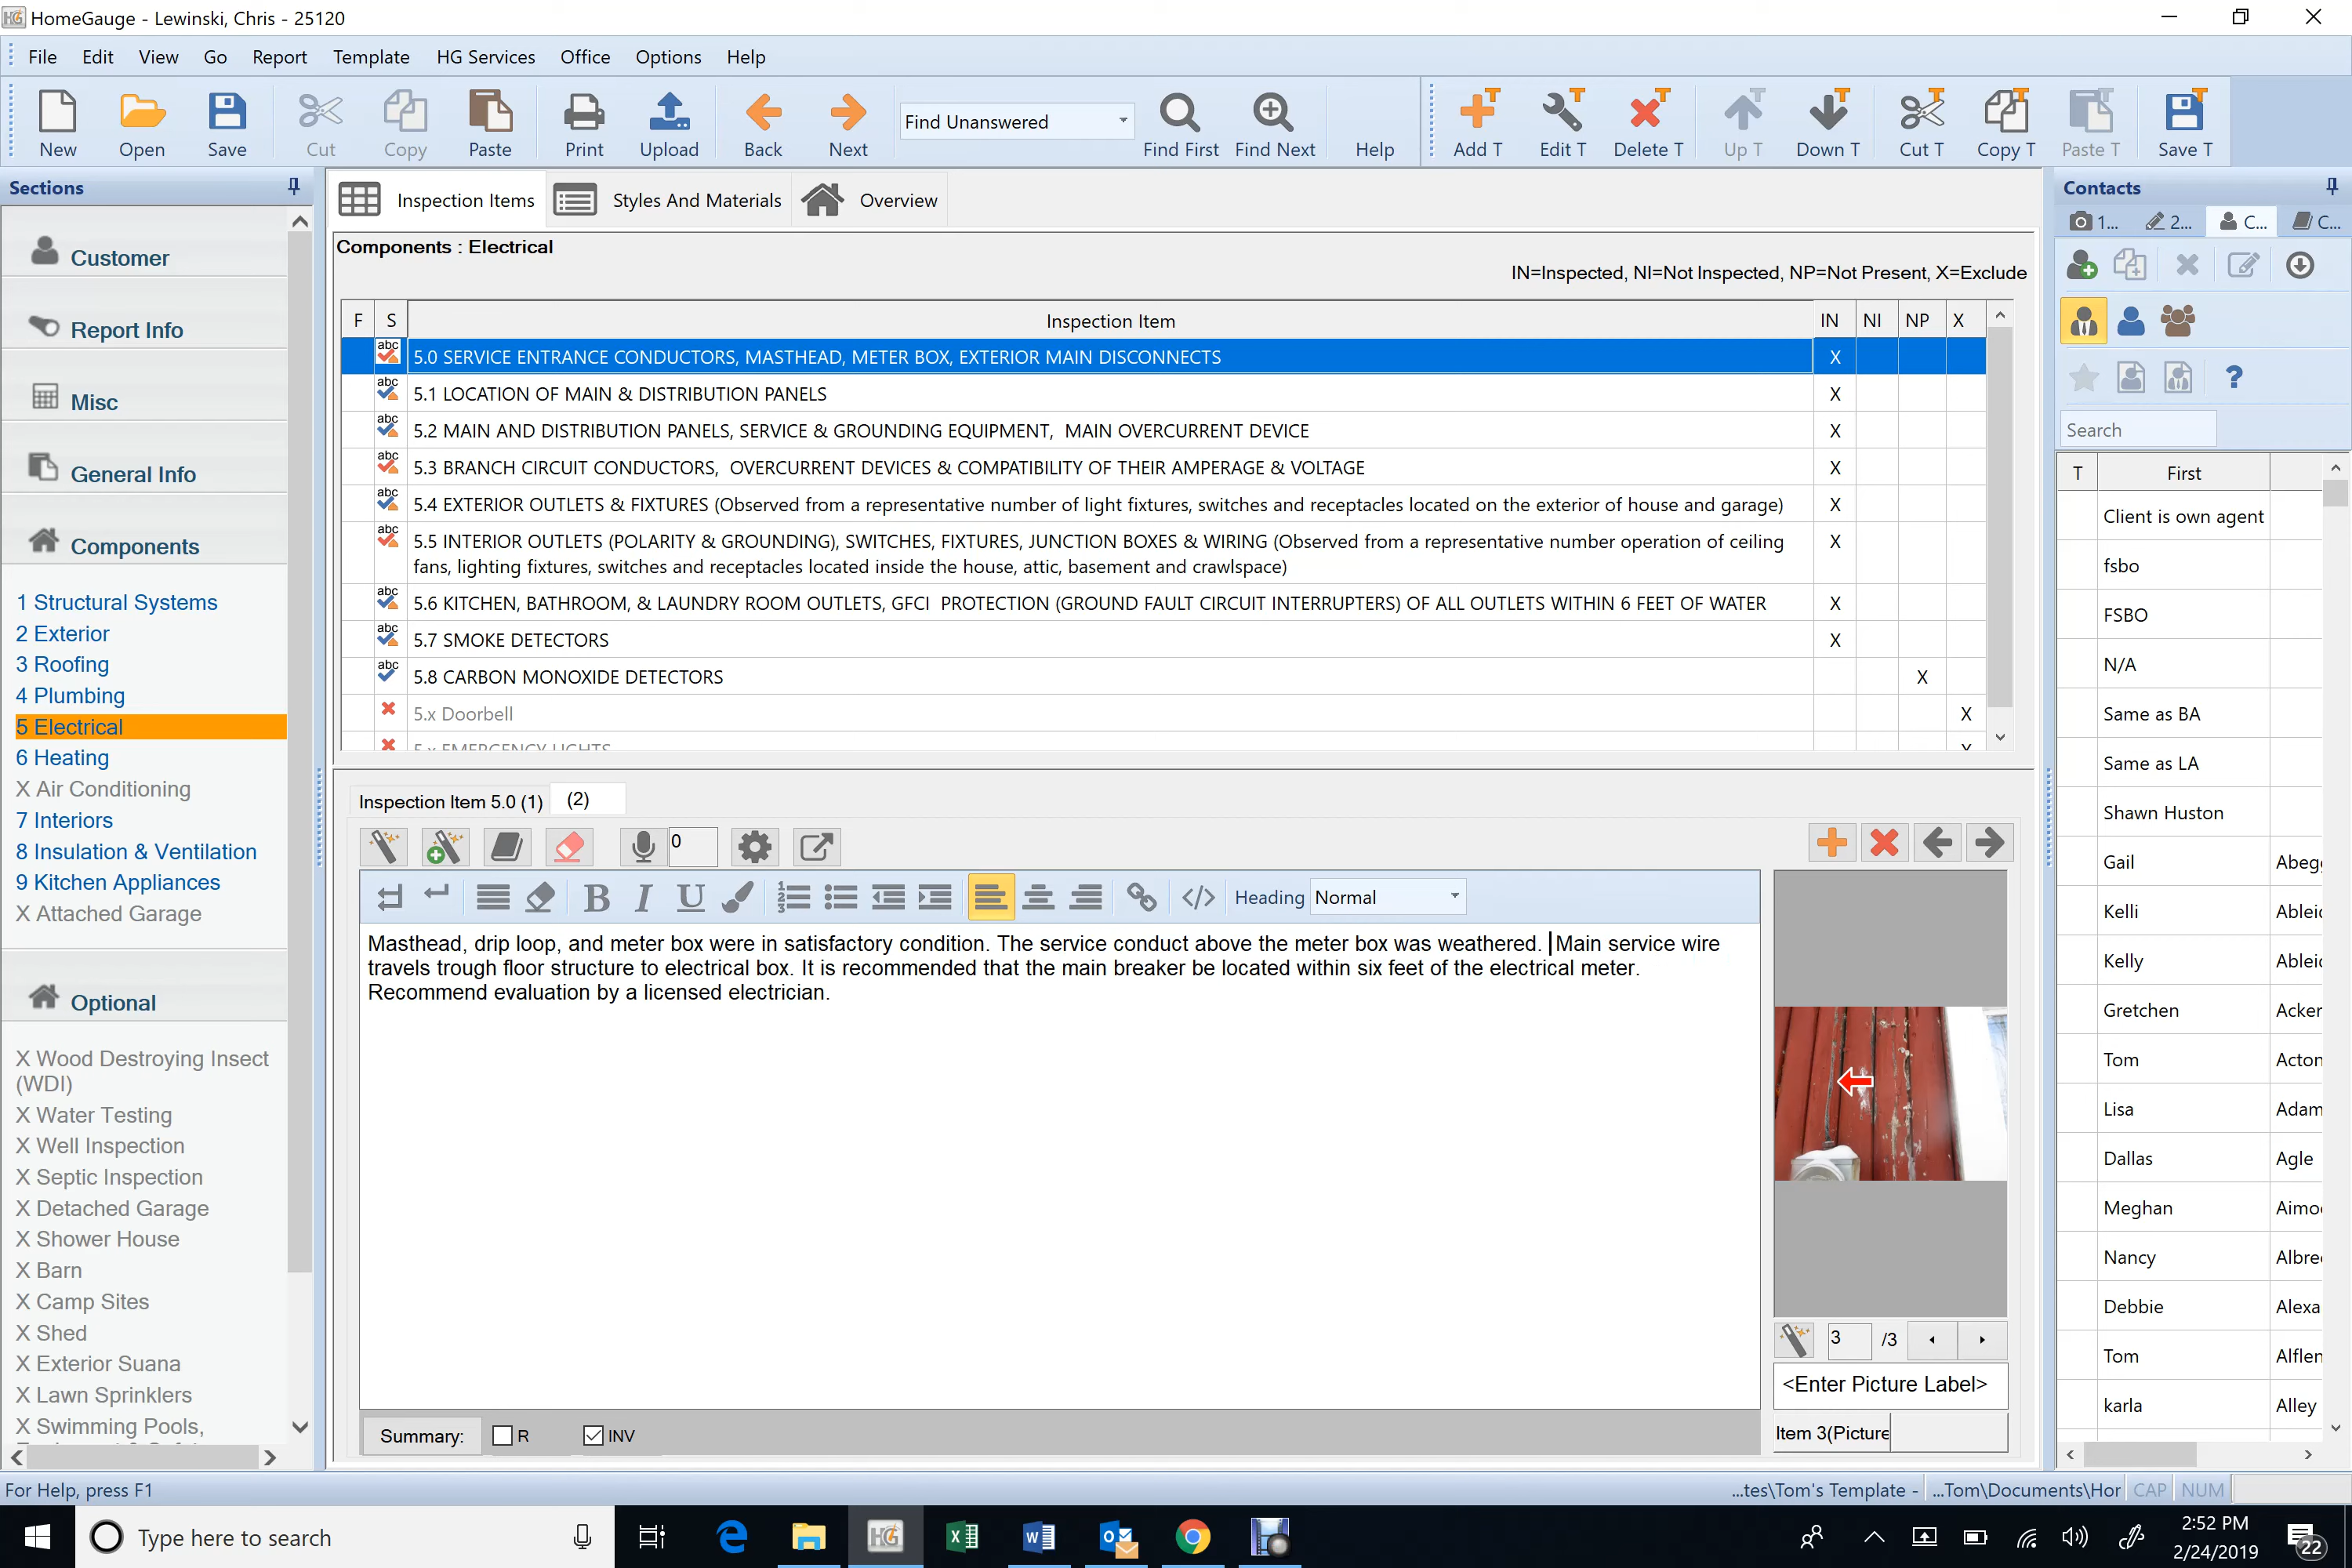 HomeGauge - Lewinski, Chris - 25120
File Edit View Go Report Template HG Services Office Options Help
New Open Save Cut Copy Paste Print Upload Back Next Find Unanswered Find First Find Next Help Add T Edit T Delete T Up T Down T Cut T Copy T Paste T Save T
Sections
Customer
Report Info
Misc
General Info
Components
1 Structural Systems
2 Exterior
3 Roofing
4 Plumbing
5 Electrical
6 Heating
X Air Conditioning
7 Interiors
8 Insulation & Ventilation
9 Kitchen Appliances
X Attached Garage
Optional
X Wood Destroying Insect
(WDI)
X Water Testing
X Well Inspection
X Septic Inspection
X Detached Garage
X Shower House
X Barn
X Camp Sites
X Shed
X Exterior Suana
X Lawn Sprinklers
X Swimming Pools,
Inspection Items Styles And Materials Overview
Components : Electrical
IN=Inspected, NI=Not Inspected, NP=Not Present, X=Exclude
F S Inspection Item IN NI NP X
abc 5.0 SERVICE ENTRANCE CONDUCTORS, MASTHEAD, METER BOX, EXTERIOR MAIN DISCONNECTS X
abc 5.1 LOCATION OF MAIN & DISTRIBUTION PANELS X
abc 5.2 MAIN AND DISTRIBUTION PANELS, SERVICE & GROUNDING EQUIPMENT, MAIN OVERCURRENT DEVICE X
abc 5.3 BRANCH CIRCUIT CONDUCTORS, OVERCURRENT DEVICES & COMPATIBILITY OF THEIR AMPERAGE & VOLTAGE X
abc 5.4 EXTERIOR OUTLETS & FIXTURES (Observed from a representative number of light fixtures, switches and receptacles located on the exterior of house and garage) X
abc 5.5 INTERIOR OUTLETS (POLARITY & GROUNDING), SWITCHES, FIXTURES, JUNCTION BOXES & WIRING (Observed from a representative number operation of ceiling X
fans, lighting fixtures, switches and receptacles located inside the house, attic, basement and crawlspace)
abc 5.6 KITCHEN, BATHROOM, & LAUNDRY ROOM OUTLETS, GFCI PROTECTION (GROUND FAULT CIRCUIT INTERRUPTERS) OF ALL OUTLETS WITHIN 6 FEET OF WATER X
abc 5.7 SMOKE DETECTORS X
abc 5.8 CARBON MONOXIDE DETECTORS X
5.x Doorbell X
5.x EMERGENCY LIGHTS X
Inspection Item 5.0 (1) (2)
0
B I U Heading Normal
Masthead, drip loop, and meter box were in satisfactory condition. The service conduct above the meter box was weathered. Main service wire
travels trough floor structure to electrical box. It is recommended that the main breaker be located within six feet of the electrical meter.
Recommend evaluation by a licensed electrician.
3 /3
<Enter Picture Label>
Item 3(Picture
Summary: R INV
Contacts
1... 2... C... C...
Search
T First
Client is own agent
fsbo
FSBO
N/A
Same as BA
Same as LA
Shawn Huston
Gail
Kelli
Kelly
Gretchen
Tom Acton
Lisa
Dallas Agle
Meghan
Nancy
Debbie
Tom
karla Alley
For Help, press F1
...tes\Tom's Template - ...Tom\Documents\Hor CAP NUM
Type here to search
2:52 PM
2/24/2019
22